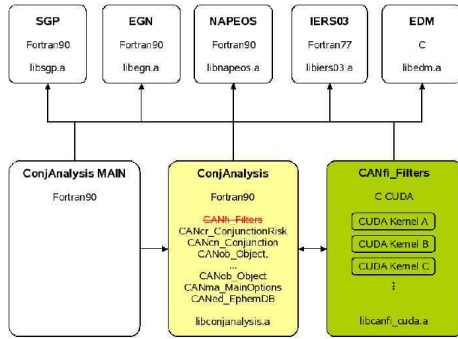 SGP
Fortran90
libsgp.a
EGN
Fortran90
libegn.a
NAPEOS
Fortran90
libnapeos.a
IERS03
Fortran77
libiers03.a
EDM
C
libedm.a
ConjAnalysis MAIN
Fortran90
ConjAnalysis
Fortran90
CANfi_Filters
CANcr_ConjunctionRisk
CANcn_Conjunction
CANob_Object,
...
CANob_Object
CANma_MainOptions
CANed_EphemDB
libconjanalysis.a
CANfi_Filters
C CUDA
CUDA Kernel A
CUDA Kernel B
CUDA Kernel C
⋮
libcanfi_cuda.a